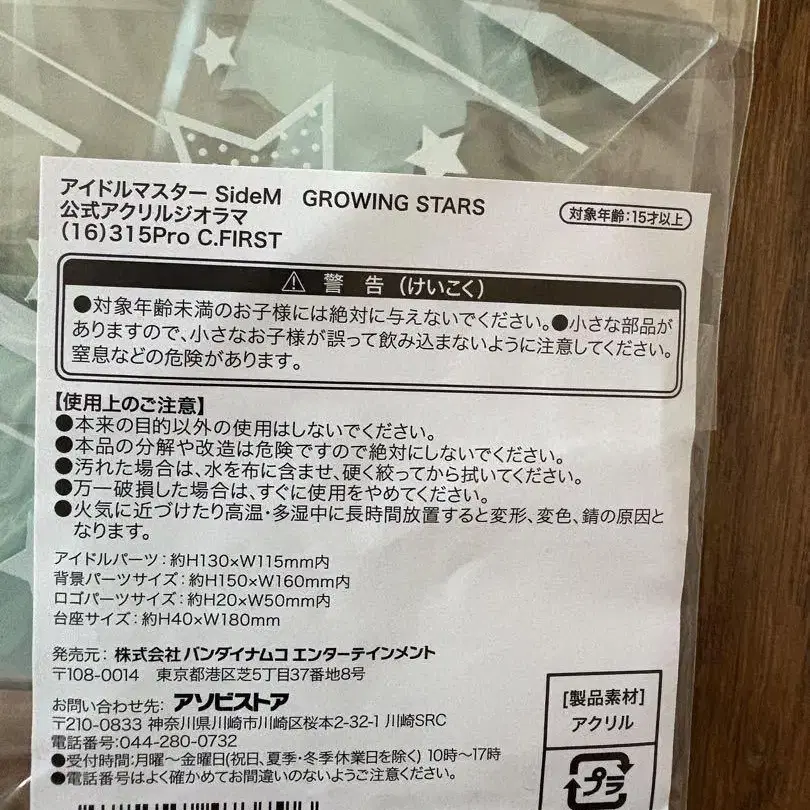 アイドルマスター SideM GROWING STARS
公式アクリルジオラマ
(16)315Pro C.FIRST
対象年齢:15才以上
⚠ 警 告 (けいこく)
●対象年齢未満のお子様には絶対に与えないでください。●小さな部品が
ありますので、小さなお子様が誤って飲み込まないように注意してください。
窒息などの危険があります。
【使用上のご注意】
●本来の目的以外の使用はしないでください。
●本品の分解や改造は危険ですので絶対にしないでください。
●汚れた場合は、水を布に含ませ、硬く絞ってから拭いてください。
●万一破損した場合は、すぐに使用をやめてください。
●火気に近づけたり高温・多湿中に長時間放置すると変形、変色、錆の原因と
なります。
アイドルパーツ:約H130×W115mm内
背景パーツサイズ:約H150×W160mm内
ロゴパーツサイズ:約H20×W50mm内
台座サイズ:約H40×W180mm
発売元:株式会社バンダイナムコエンターテインメント
〒108-0014 東京都港区芝5丁目37番地8号
お問い合わせ先:アソビストア
〒210-0833 神奈川県川崎市川崎区桜本2-32-1 川崎SRC
電話番号:044-280-0732
●受付時間:月曜～金曜日(祝日、夏季・冬季休業日を除く) 10時～17時
●電話番号はよく確かめてお間違いのないようご注意ください。
[製品素材]
アクリル
プラ